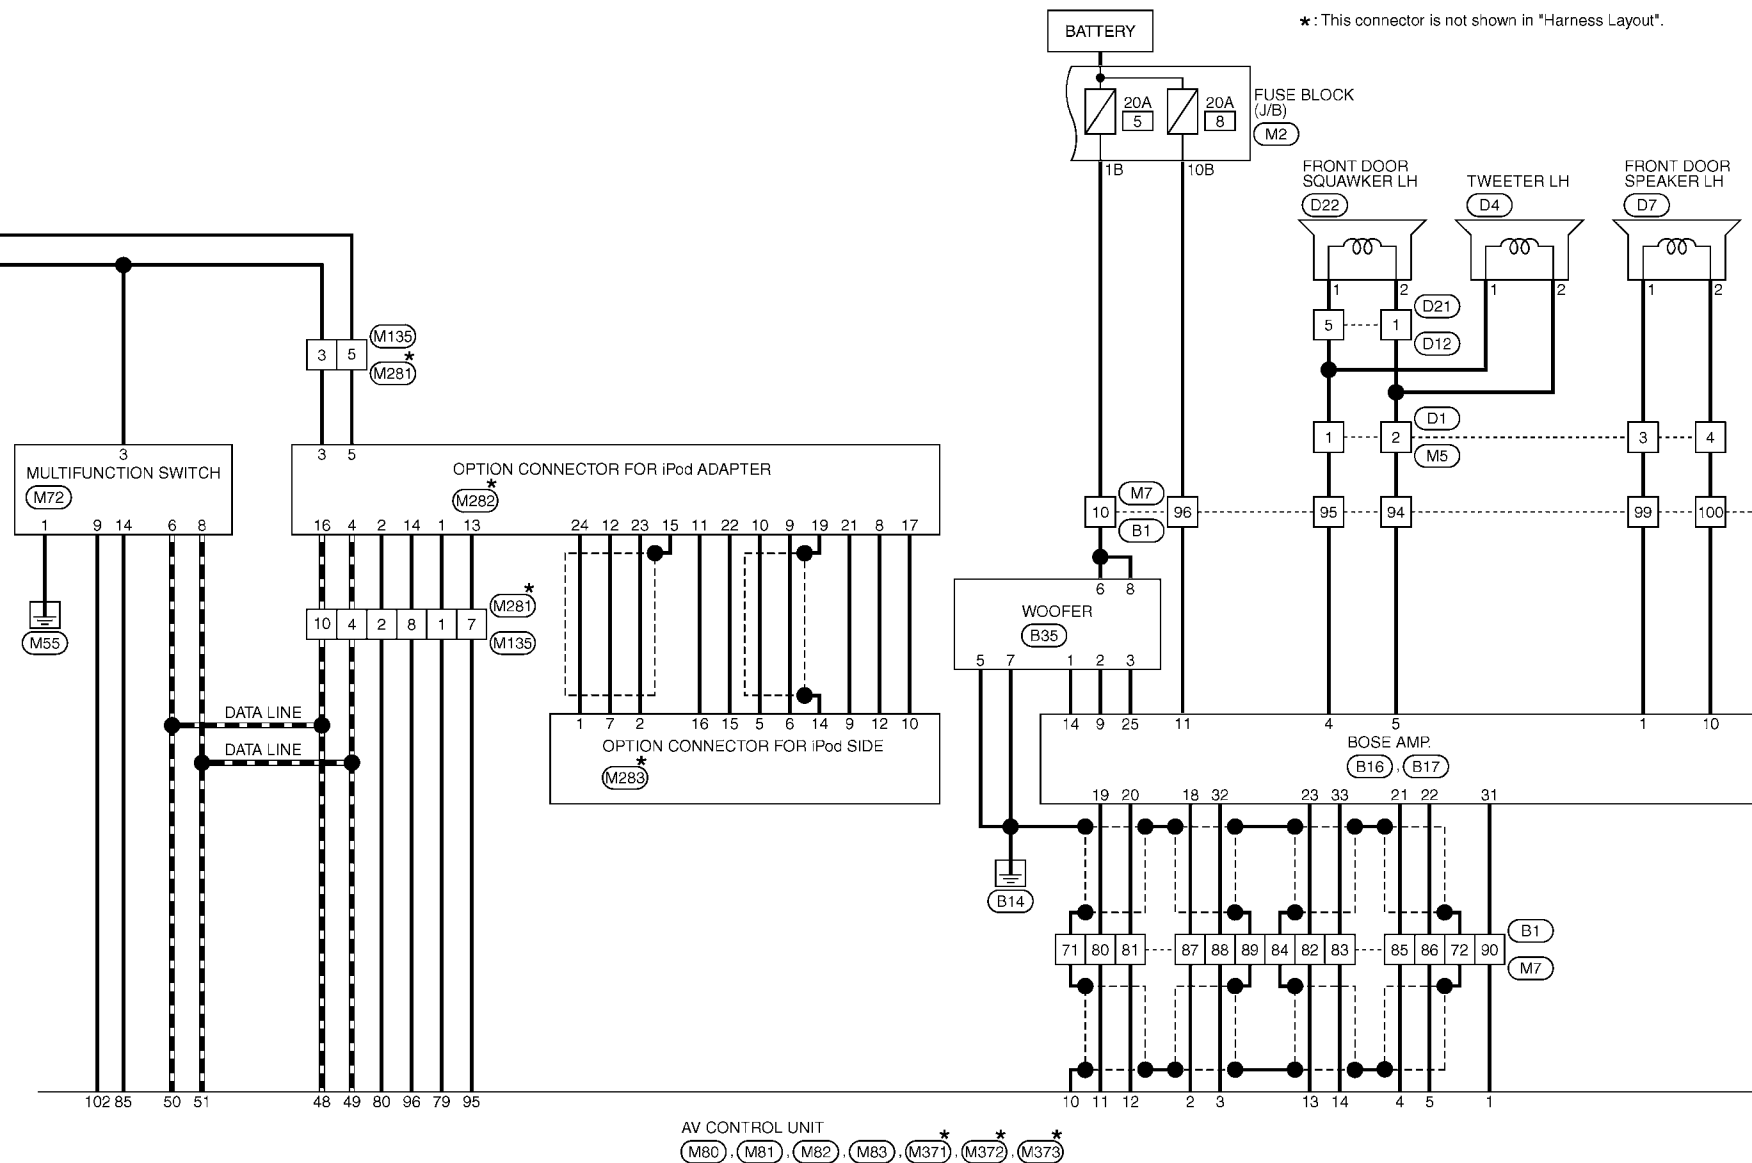 BATTERY
★ : This connector is not shown in "Harness Layout".
20A
5
20A
8
FUSE BLOCK
(J/B)
M2
1B
10B
FRONT DOOR
SQUAWKER LH
D22
TWEETER LH
D4
FRONT DOOR
SPEAKER LH
D7
1 2 1 2 1 2
5 1
D21
D12
M135
3 5
★
M281
1 2 3 4
D1
M5
3
MULTIFUNCTION SWITCH
M72
1 9 14 6 8
3 5
OPTION CONNECTOR FOR iPod ADAPTER
★
M282
16 4 2 14 1 13 24 12 23 15 11 22 10 9 19 21 8 17
M7
10 96 95 94 99 100
B1
6 8
WOOFER
B35
5 7 1 2 3
M55
★
M281
10 4 2 8 1 7
M135
DATA LINE
DATA LINE
1 7 2 16 15 5 6 14 9 12 10
OPTION CONNECTOR FOR iPod SIDE
★
M283
14 9 25 11 4 5 1 10
BOSE AMP.
B16 , B17
19 20 18 32 23 33 21 22 31
B14
B1
71 80 81 87 88 89 84 82 83 85 86 72 90
M7
102 85 50 51 48 49 80 96 79 95 10 11 12 2 3 13 14 4 5 1
AV CONTROL UNIT
★ ★ ★
M80 , M81 , M82 , M83 , M371 , M372 , M373